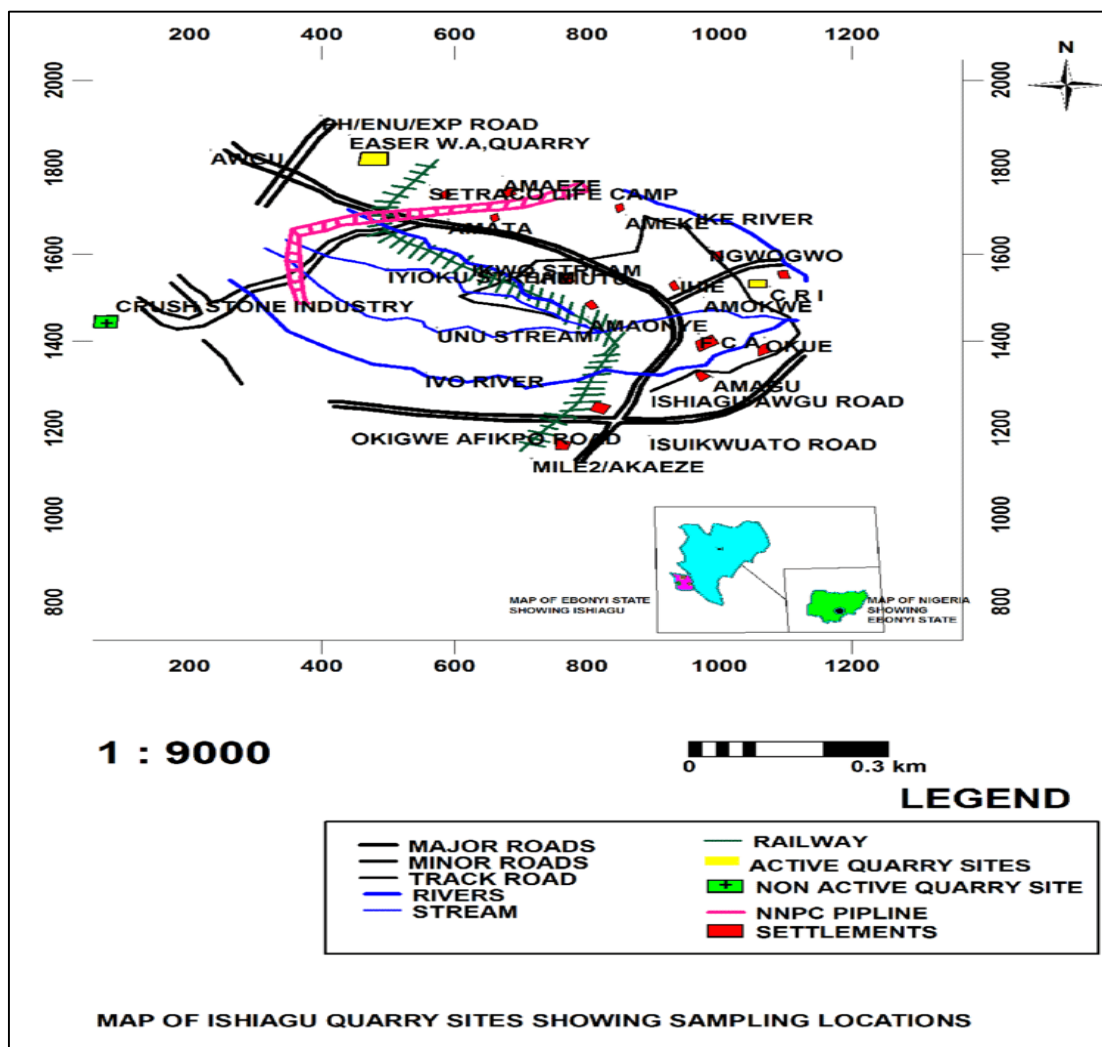 200 400 600 800 1000 1200
N
2000 2000
1800 1800
1600 1600
1400 1400
1200 1200
1000 1000
800 800
PH/ENU/EXP ROAD
EASER W.A,QUARRY
AWGU
AMAEZE
SETRACO LIFE CAMP
AMATA
AMEKE
IKE RIVER
NGWOGWO
STREAM
IYIOKU
IHIE
C R I
CRUSH STONE INDUSTRY
AMOKWE
AMAONYE
UNU STREAM
F C A
OKUE
IVO RIVER
AMAGU
ISHIAGU AWGU ROAD
OKIGWE AFIKPO ROAD
ISUIKWUATO ROAD
MILE2/AKAEZE
MAP OF EBONYI STATE
SHOWING ISHIAGU
MAP OF NIGERIA
SHOWING
EBONYI STATE
200 400 600 800 1000 1200
1 : 9000
0 0.3 km
LEGEND
MAJOR ROADS
MINOR ROADS
TRACK ROAD
RIVERS
STREAM
RAILWAY
ACTIVE QUARRY SITES
NON ACTIVE QUARRY SITE
NNPC PIPLINE
SETTLEMENTS
MAP OF ISHIAGU QUARRY SITES SHOWING SAMPLING LOCATIONS